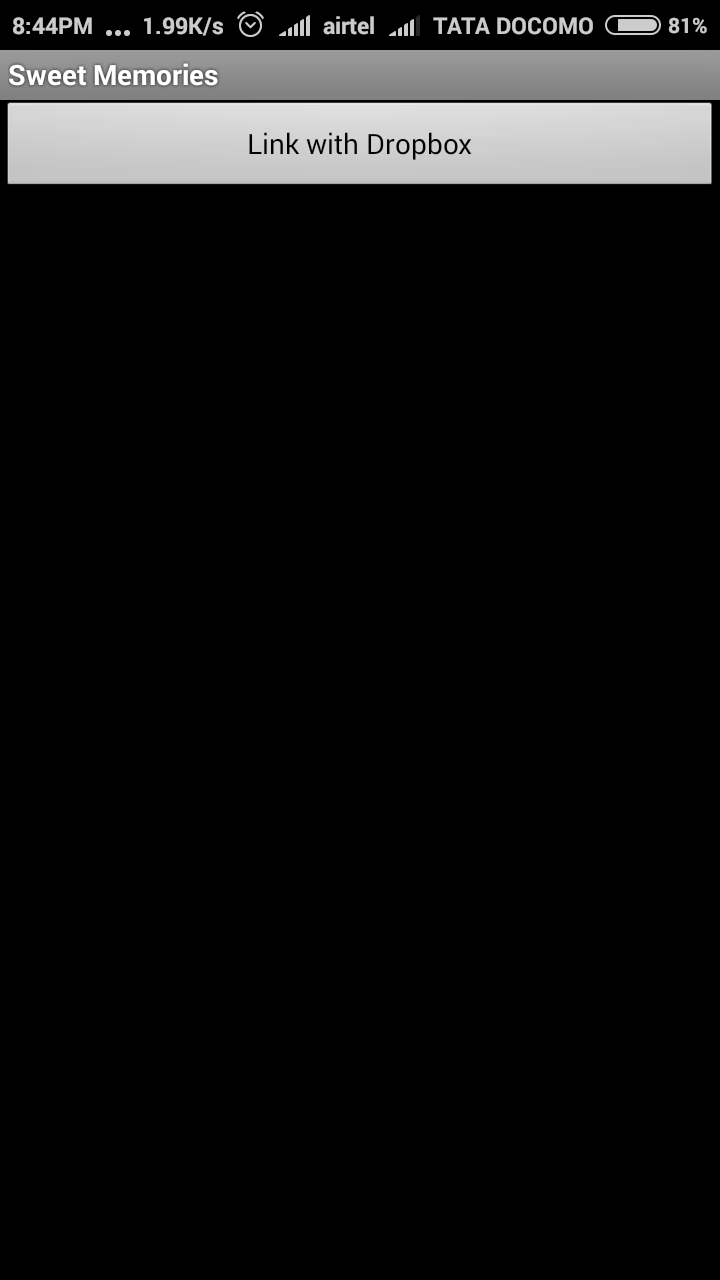 8:44PM ... 1.99K/s airtel TATA DOCOMO 81%
Sweet Memories
Link with Dropbox